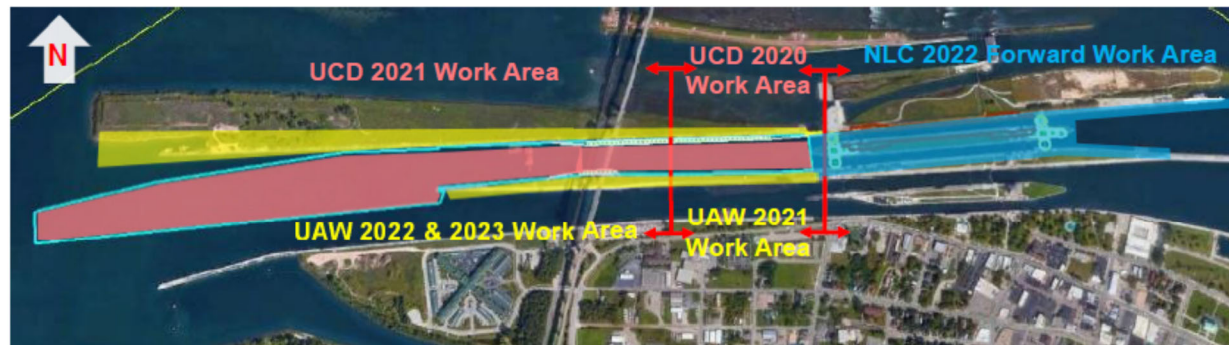 N
UCD 2021 Work Area
UCD 2020
Work Area
NLC 2022 Forward Work Area
UAW 2022 & 2023 Work Area
UAW 2021
Work Area